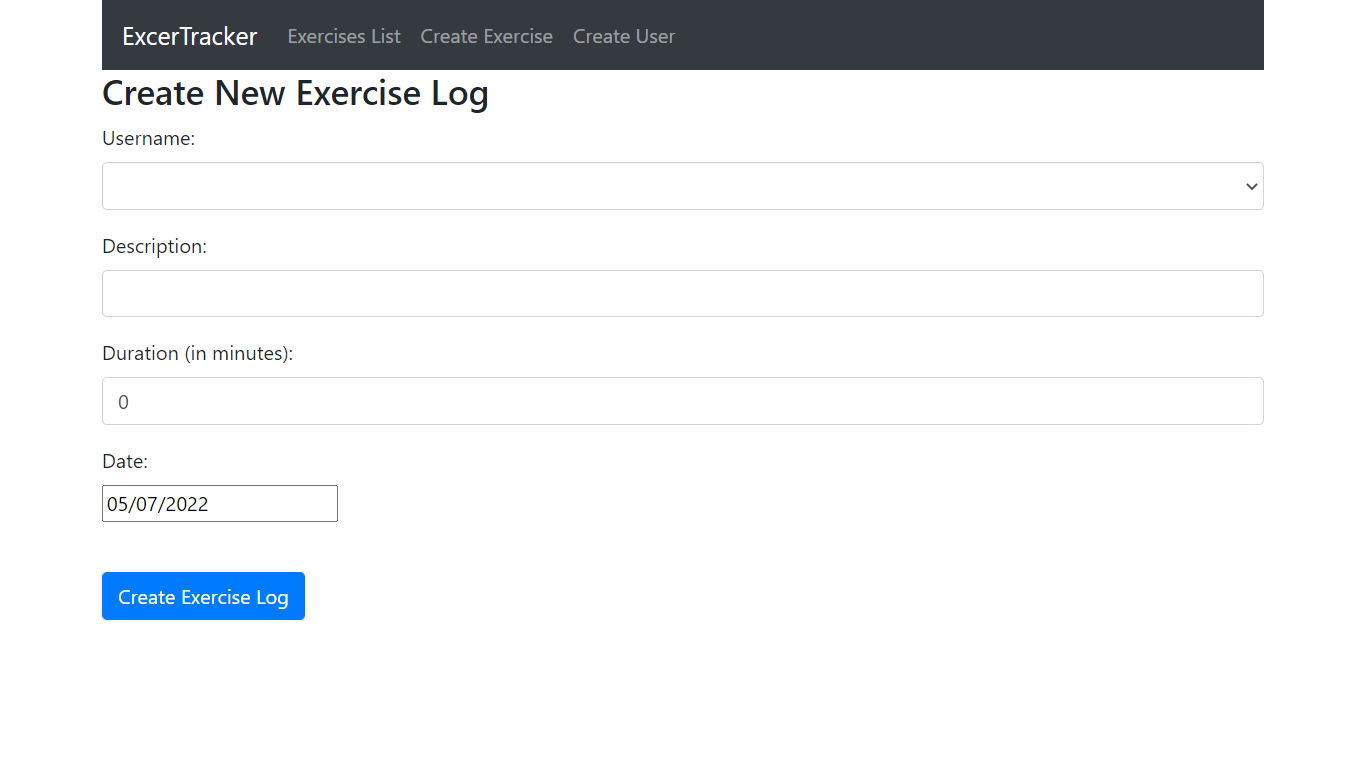 ExcerTracker Exercises List Create Exercise Create User
Create New Exercise Log
Username:
Description:
Duration (in minutes):
0
Date:
05/07/2022
Create Exercise Log